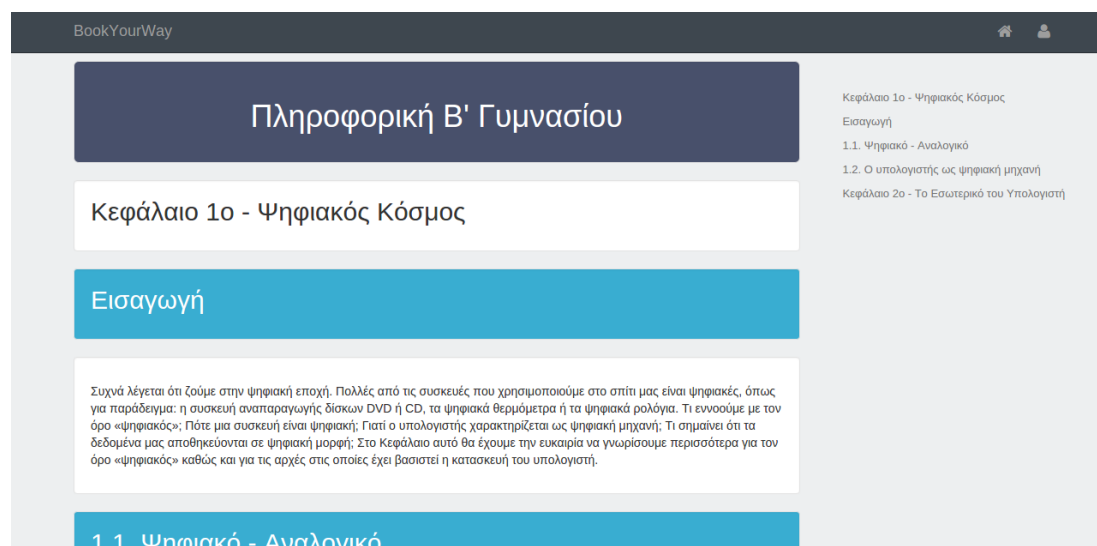 BookYourWay
Πληροφορική Β' Γυμνασίου
Κεφάλαιο 1ο - Ψηφιακός Κόσμος
Εισαγωγή
Συχνά λέγεται ότι ζούμε στην ψηφιακή εποχή. Πολλές από τις συσκευές που χρησιμοποιούμε στο σπίτι μας είναι ψηφιακές, όπως
για παράδειγμα: η συσκευή αναπαραγωγής δίσκων DVD ή CD, τα ψηφιακά θερμόμετρα ή τα ψηφιακά ρολόγια. Τι εννοούμε με τον
όρο «ψηφιακός»; Πότε μια συσκευή είναι ψηφιακή; Γιατί ο υπολογιστής χαρακτηρίζεται ως ψηφιακή μηχανή; Τι σημαίνει ότι τα
δεδομένα μας αποθηκεύονται σε ψηφιακή μορφή; Στο Κεφάλαιο αυτό θα έχουμε την ευκαιρία να γνωρίσουμε περισσότερα για τον
όρο «ψηφιακός» καθώς και για τις αρχές στις οποίες έχει βασιστεί η κατασκευή του υπολογιστή.
1.1. Ψηφιακό - Αναλογικό
Κεφάλαιο 1ο - Ψηφιακός Κόσμος
Εισαγωγή
1.1. Ψηφιακό - Αναλογικό
1.2. Ο υπολογιστής ως ψηφιακή μηχανή
Κεφάλαιο 2ο - Το Εσωτερικό του Υπολογιστή